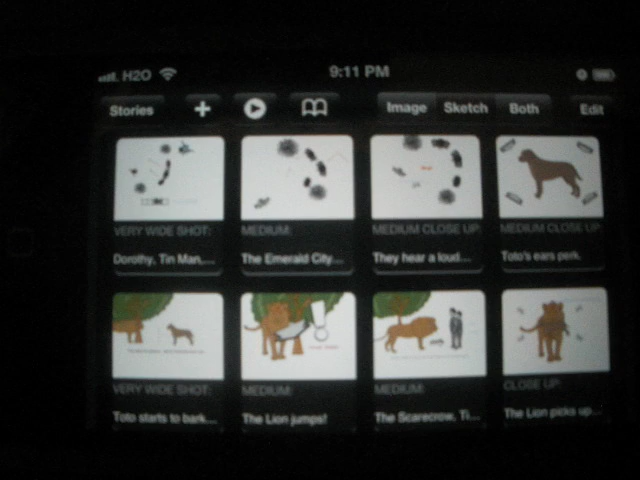 H2O 9:11 PM
Stories Image Sketch Both Edit
VERY WIDE SHOT: MEDIUM: MEDIUM CLOSE UP: MEDIUM CLOSE UP:
Dorothy, Tin Man,... The Emerald City... They hear a loud... Toto's ears perk.
VERY WIDE SHOT: MEDIUM: MEDIUM: CLOSE UP:
Toto starts to bark... The Lion jumps! The Scarecrow, Ti... The Lion picks up...